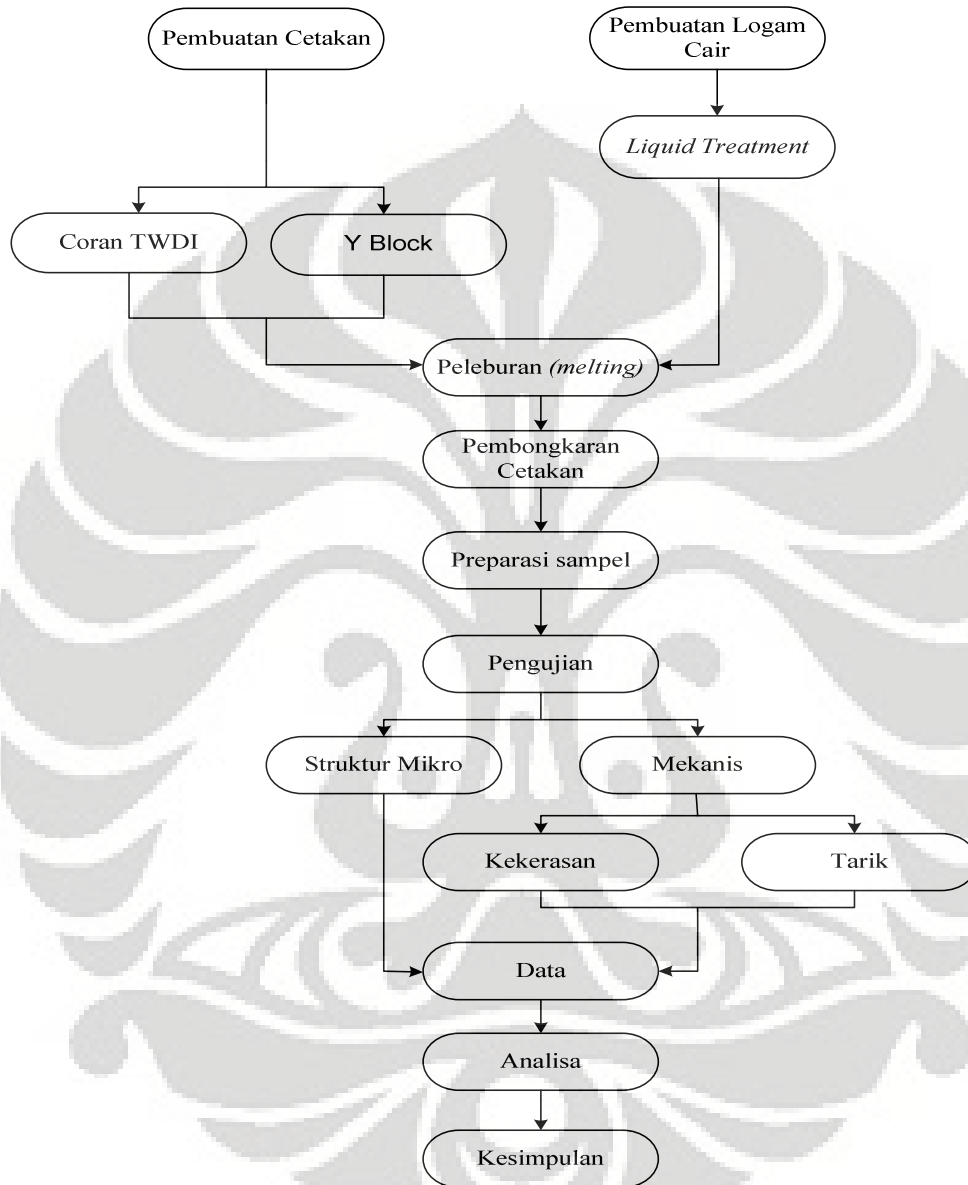 Pembuatan Cetakan
Pembuatan Logam
Cair
Liquid Treatment
Coran TWDI
Y Block
Peleburan (melting)
Pembongkaran
Cetakan
Preparasi sampel
Pengujian
Struktur Mikro
Mekanis
Kekerasan
Tarik
Data
Analisa
Kesimpulan